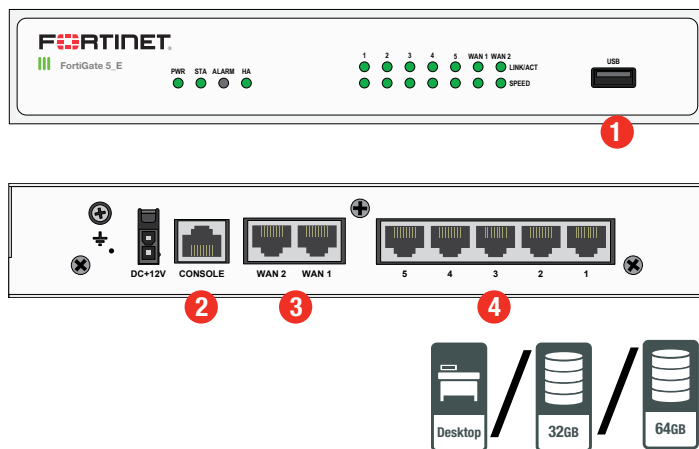 FORTINET
FortiGate 5_E
PWR STA ALARM HA
1 2 3 4 5 WAN 1 WAN 2
LINK/ACT
SPEED
USB
1
DC+12V CONSOLE WAN 2 WAN 1 5 4 3 2 1
2 3 4
Desktop 32GB 64GB